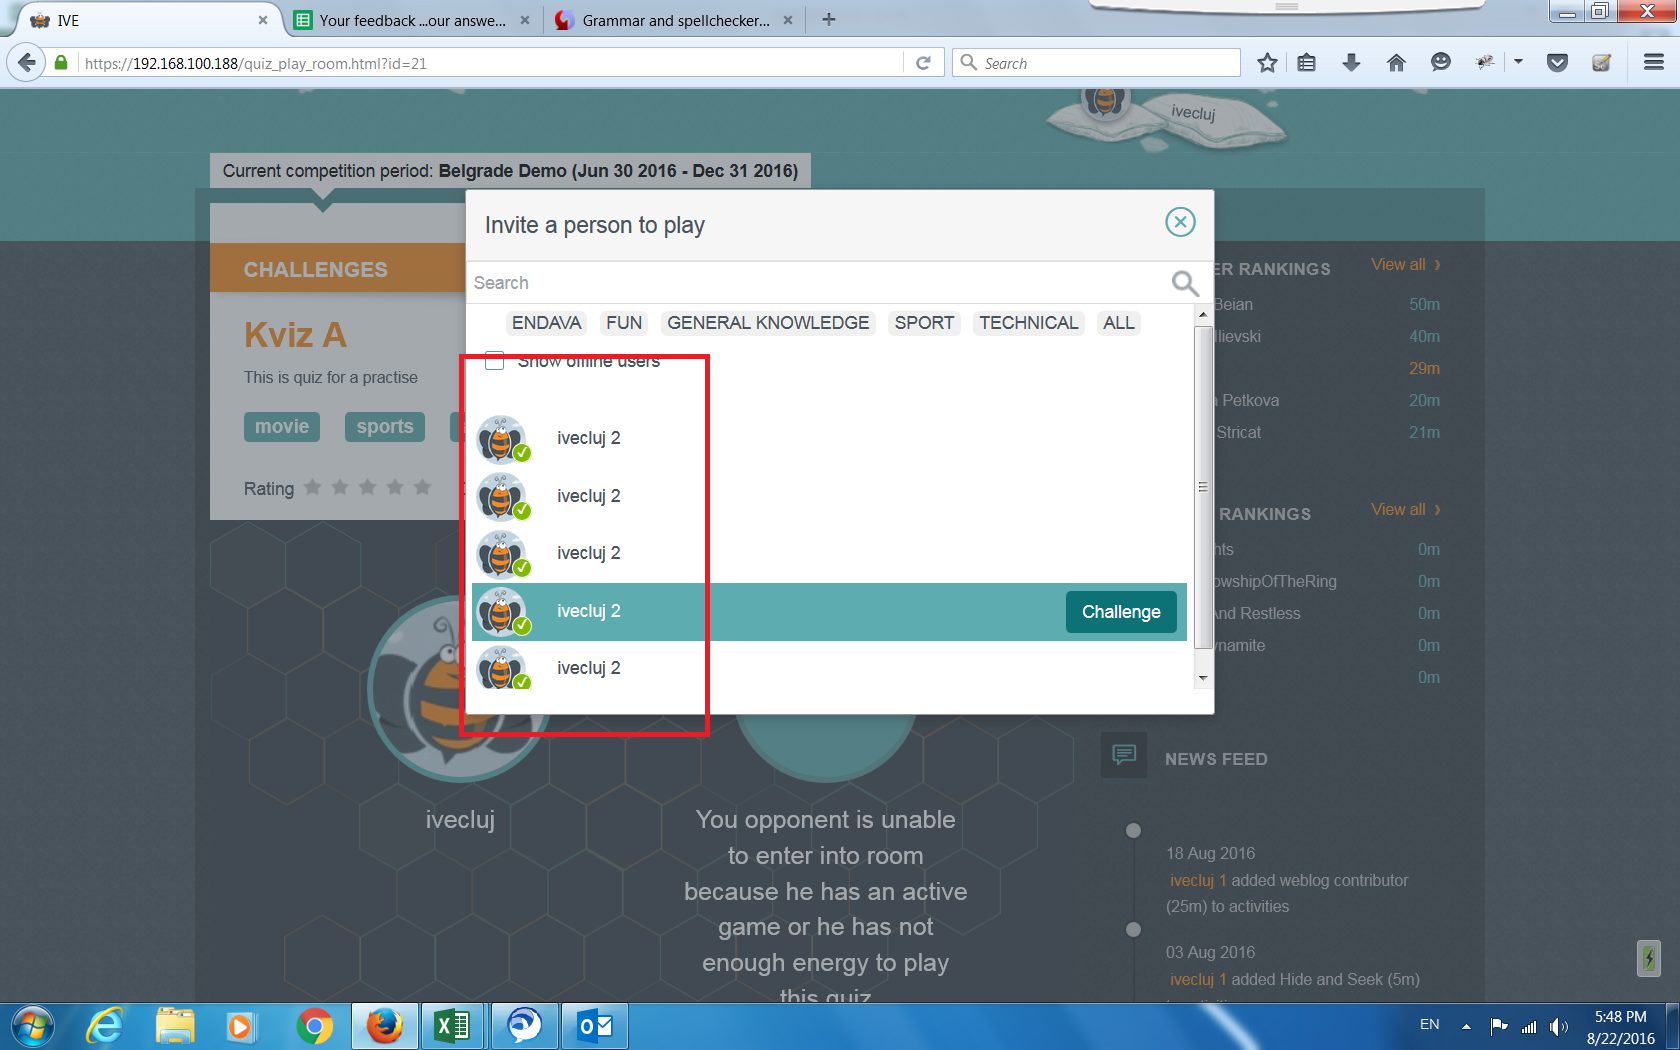 IVE
Your feedback ...our answe...
Grammar and spellchecker...
https://192.168.100.188/quiz_play_room.html?id=21
Search
ivecluj
Current competition period: Belgrade Demo (Jun 30 2016 - Dec 31 2016)
Invite a person to play
Search
ENDAVA FUN GENERAL KNOWLEDGE SPORT TECHNICAL ALL
Show offline users
ivecluj 2
ivecluj 2
ivecluj 2
ivecluj 2
Challenge
ivecluj 2
CHALLENGES
Kviz A
This is quiz for a practise
movie sports
Rating
ER RANKINGS View all
Beian 50m
llievski 40m
29m
Petkova 20m
Stricat 21m
RANKINGS View all
hts 0m
owshipOfTheRing 0m
And Restless 0m
ynamite 0m
0m
ivecluj
You opponent is unable
to enter into room
because he has an active
game or he has not
enough energy to play
this quiz
NEWS FEED
18 Aug 2016
ivecluj 1 added weblog contributor
(25m) to activities
03 Aug 2016
ivecluj 1 added Hide and Seek (5m)
EN
5:48 PM
8/22/2016